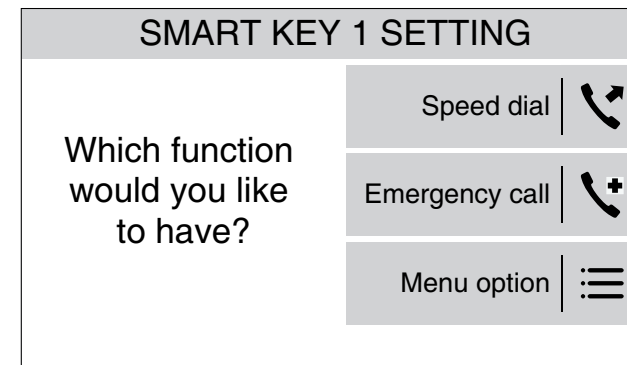 SMART KEY 1 SETTING
Which function
would you like
to have?
Speed dial
Emergency call
Menu option